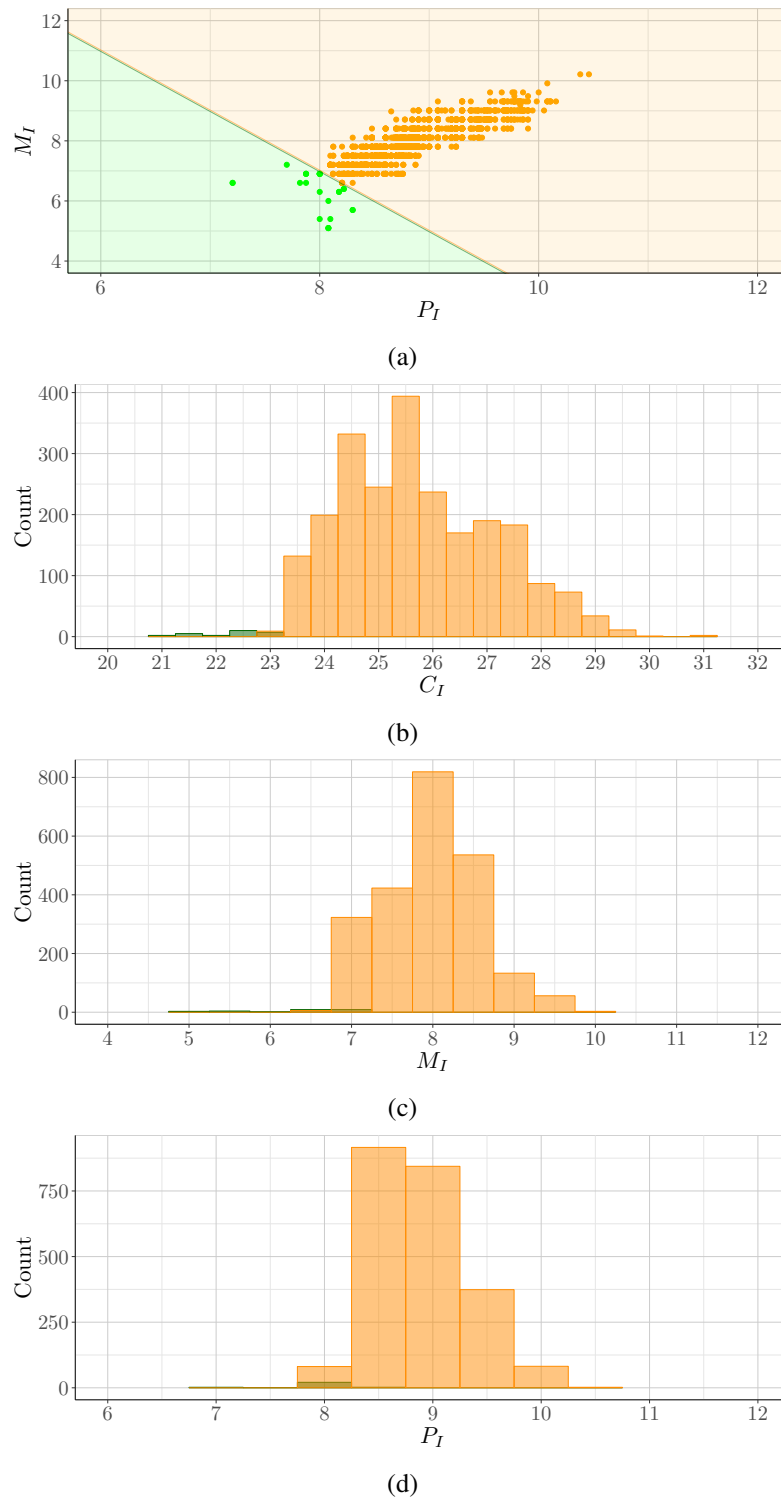 12
10
8
6
4
M_I
6 8 10 12
P_I
(a)
400
300
200
100
0
Count
20 21 22 23 24 25 26 27 28 29 30 31 32
C_I
(b)
800
600
400
200
0
Count
4 5 6 7 8 9 10 11 12
M_I
(c)
750
500
250
0
Count
6 7 8 9 10 11 12
P_I
(d)